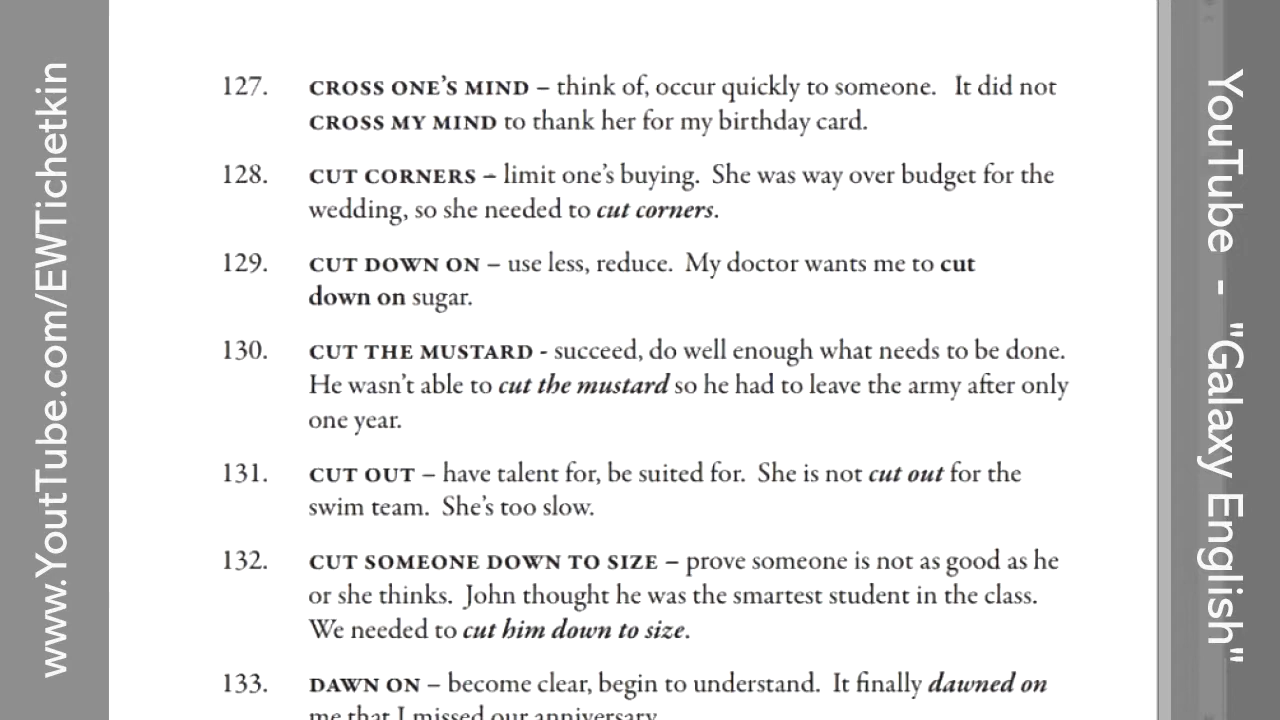 www.YoutTube.com/EWTichetkin
127. CROSS ONE'S MIND – think of, occur quickly to someone. It did not
CROSS MY MIND to thank her for my birthday card.
128. CUT CORNERS – limit one's buying. She was way over budget for the
wedding, so she needed to cut corners.
129. CUT DOWN ON – use less, reduce. My doctor wants me to cut
down on sugar.
130. CUT THE MUSTARD - succeed, do well enough what needs to be done.
He wasn't able to cut the mustard so he had to leave the army after only
one year.
131. CUT OUT – have talent for, be suited for. She is not cut out for the
swim team. She's too slow.
132. CUT SOMEONE DOWN TO SIZE – prove someone is not as good as he
or she thinks. John thought he was the smartest student in the class.
We needed to cut him down to size.
133. DAWN ON – become clear, begin to understand. It finally dawned on
me that I missed our anniversary.
YouTube - "Galaxy English"